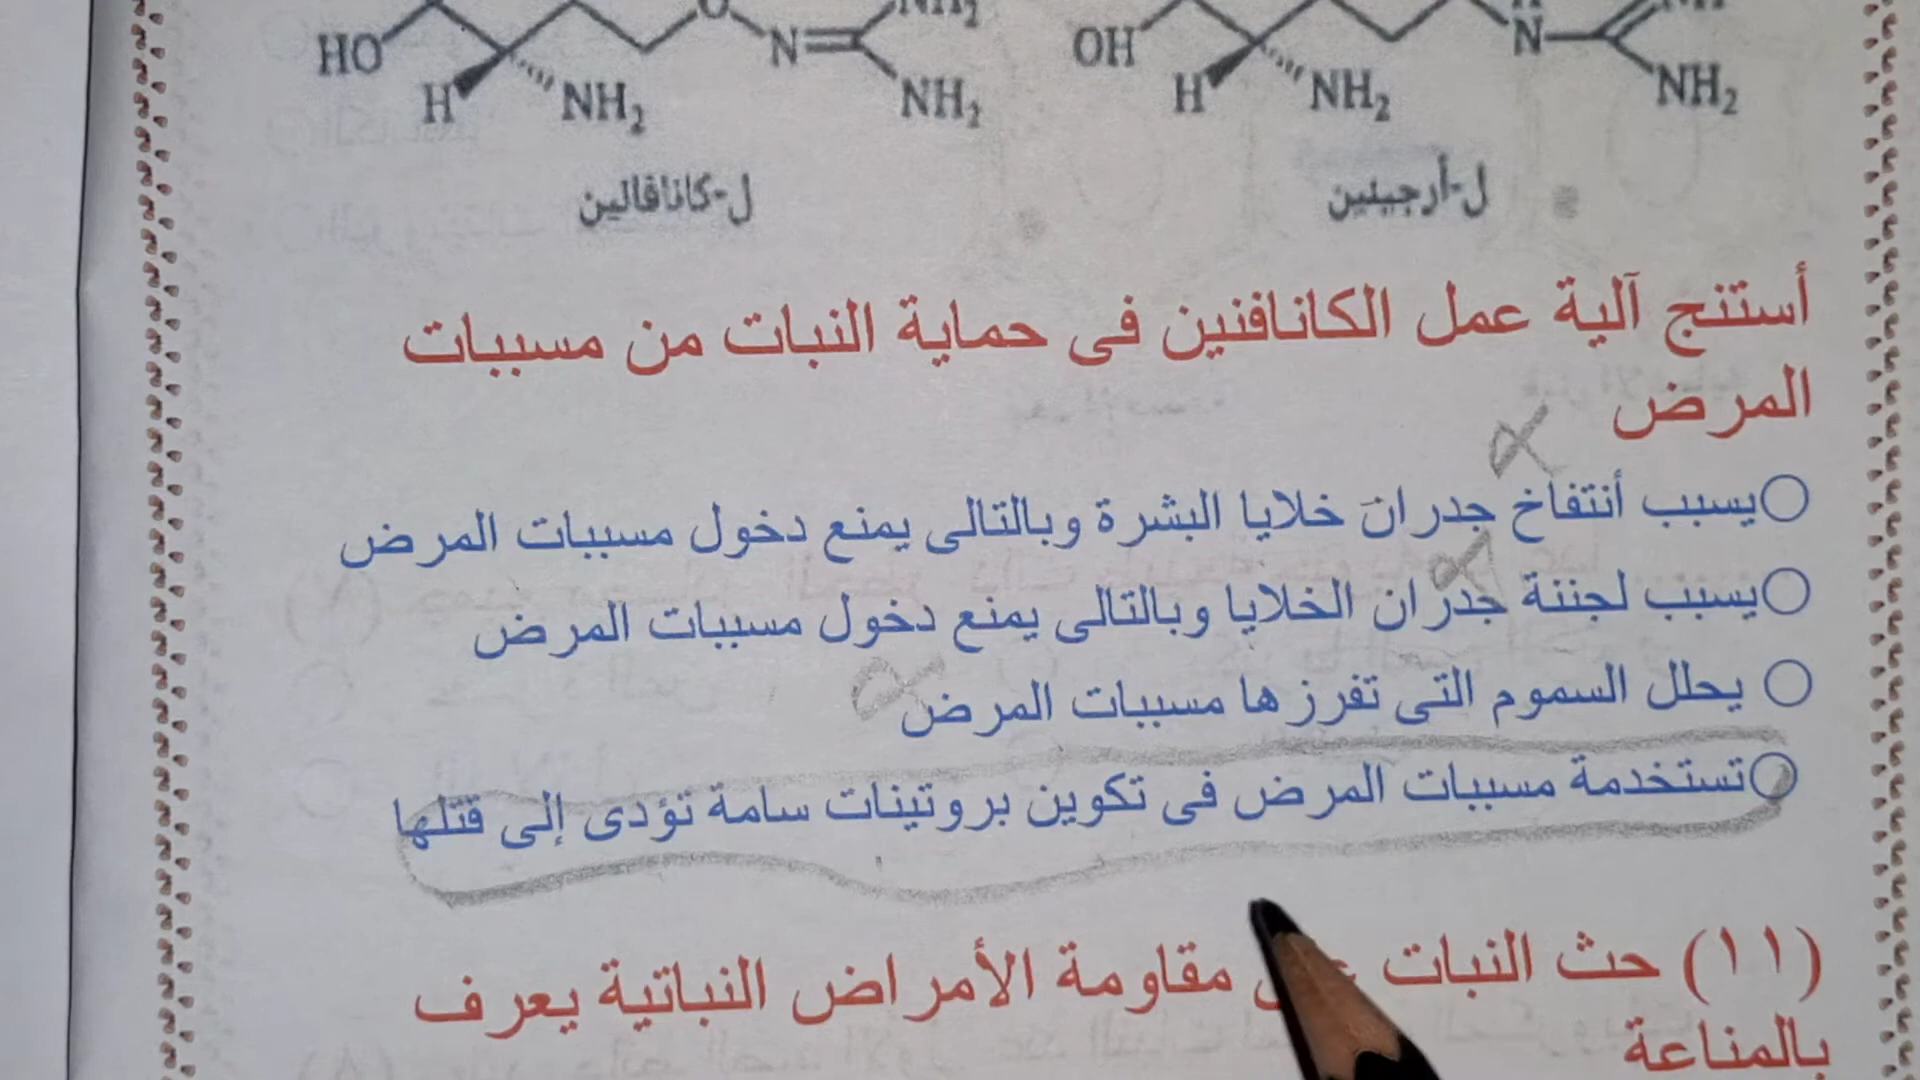 HO
H
NH₂
N
NH₂
NH₂
OH
H
NH₂
N
NH₂
ل-كانافالين
ل-أرجينين
أستنج آلية عمل الكانافنين فى حماية النبات من مسببات
المرض
يسبب أنتفاخ جدران خلايا البشرة وبالتالى يمنع دخول مسببات المرض
يسبب لجننة جدران الخلايا وبالتالى يمنع دخول مسببات المرض
يحلل السموم التى تفرزها مسببات المرض
تستخدمة مسببات المرض فى تكوين بروتينات سامة تؤدى إلى قتلها
(١١) حث النبات مقاومة الأمراض النباتية يعرف
بالمناعة